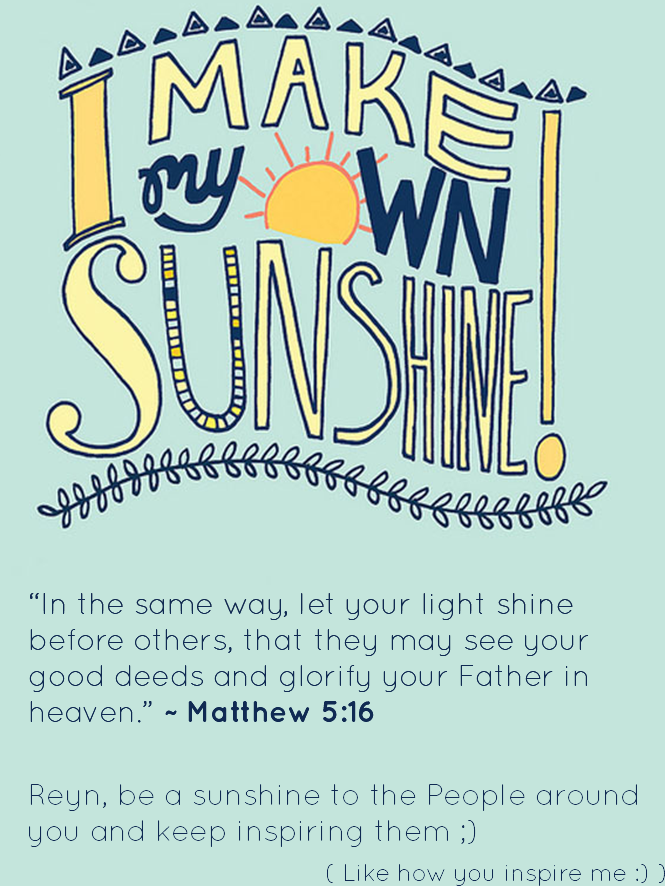 I MAKE
my OWN
SUNSHINE!
“In the same way, let your light shine
before others, that they may see your
good deeds and glorify your Father in
heaven.” ~ Matthew 5:16
Reyn, be a sunshine to the People around
you and keep inspiring them ;)
( Like how you inspire me :) )